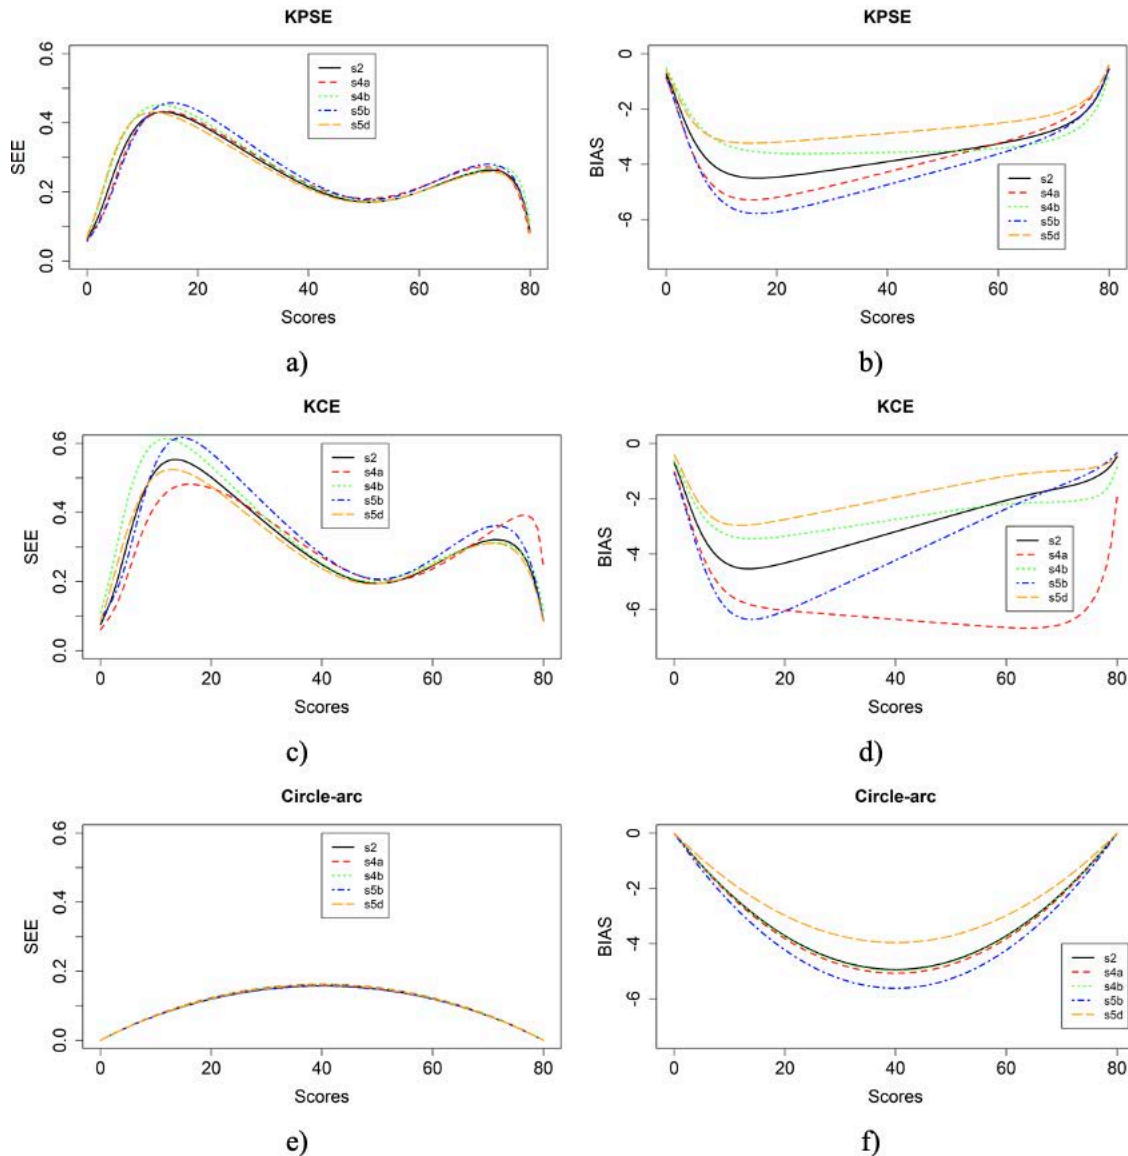 KPSE
SEE
0.0 0.2 0.4 0.6
s2
s4a
s4b
s5b
s5d
0 20 40 60 80
Scores
a)
KPSE
BIAS
-6 -4 -2 0
s2
s4a
s4b
s5b
s5d
0 20 40 60 80
Scores
b)
KCE
SEE
0.0 0.2 0.4 0.6
s2
s4a
s4b
s5b
s5d
0 20 40 60 80
Scores
c)
KCE
BIAS
-6 -4 -2 0
s2
s4a
s4b
s5b
s5d
0 20 40 60 80
Scores
d)
Circle-arc
SEE
0.0 0.2 0.4 0.6
s2
s4a
s4b
s5b
s5d
0 20 40 60 80
Scores
e)
Circle-arc
BIAS
-6 -4 -2 0
s2
s4a
s4b
s5b
s5d
0 20 40 60 80
Scores
f)